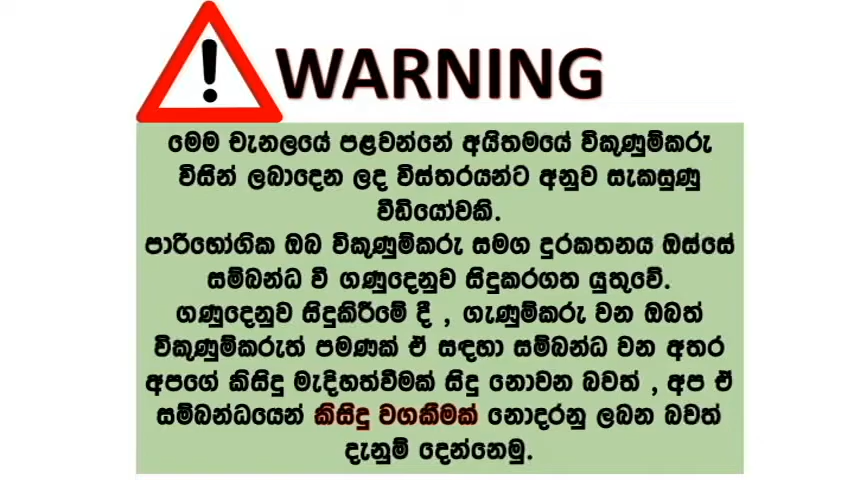 WARNING
මෙම චැනලයේ පළවන්නේ අයිතමයේ විකුණුම්කරු
විසින් ලබාදෙන ලද විස්තරයන්ට අනුව සැකසුණු
වීඩියෝවකි.
පාරිභෝගික ඔබ විකුණුම්කරු සමග දුරකතනය ඔස්සේ
සම්බන්ධ වී ගණුදෙනුව සිදුකරගත යුතුවේ.
ගණුදෙනුව සිදුකිරීමේ දී , ගැණුම්කරු වන ඔබත්
විකුණුම්කරුත් පමණක් ඒ සඳහා සම්බන්ධ වන අතර
අපගේ කිසිදු මැදිහත්වීමක් සිදු නොවන බවත් , අප ඒ
සම්බන්ධයෙන් කිසිදු වගකීමක් නොදරනු ලබන බවත්
දැනුම් දෙන්නෙමු.